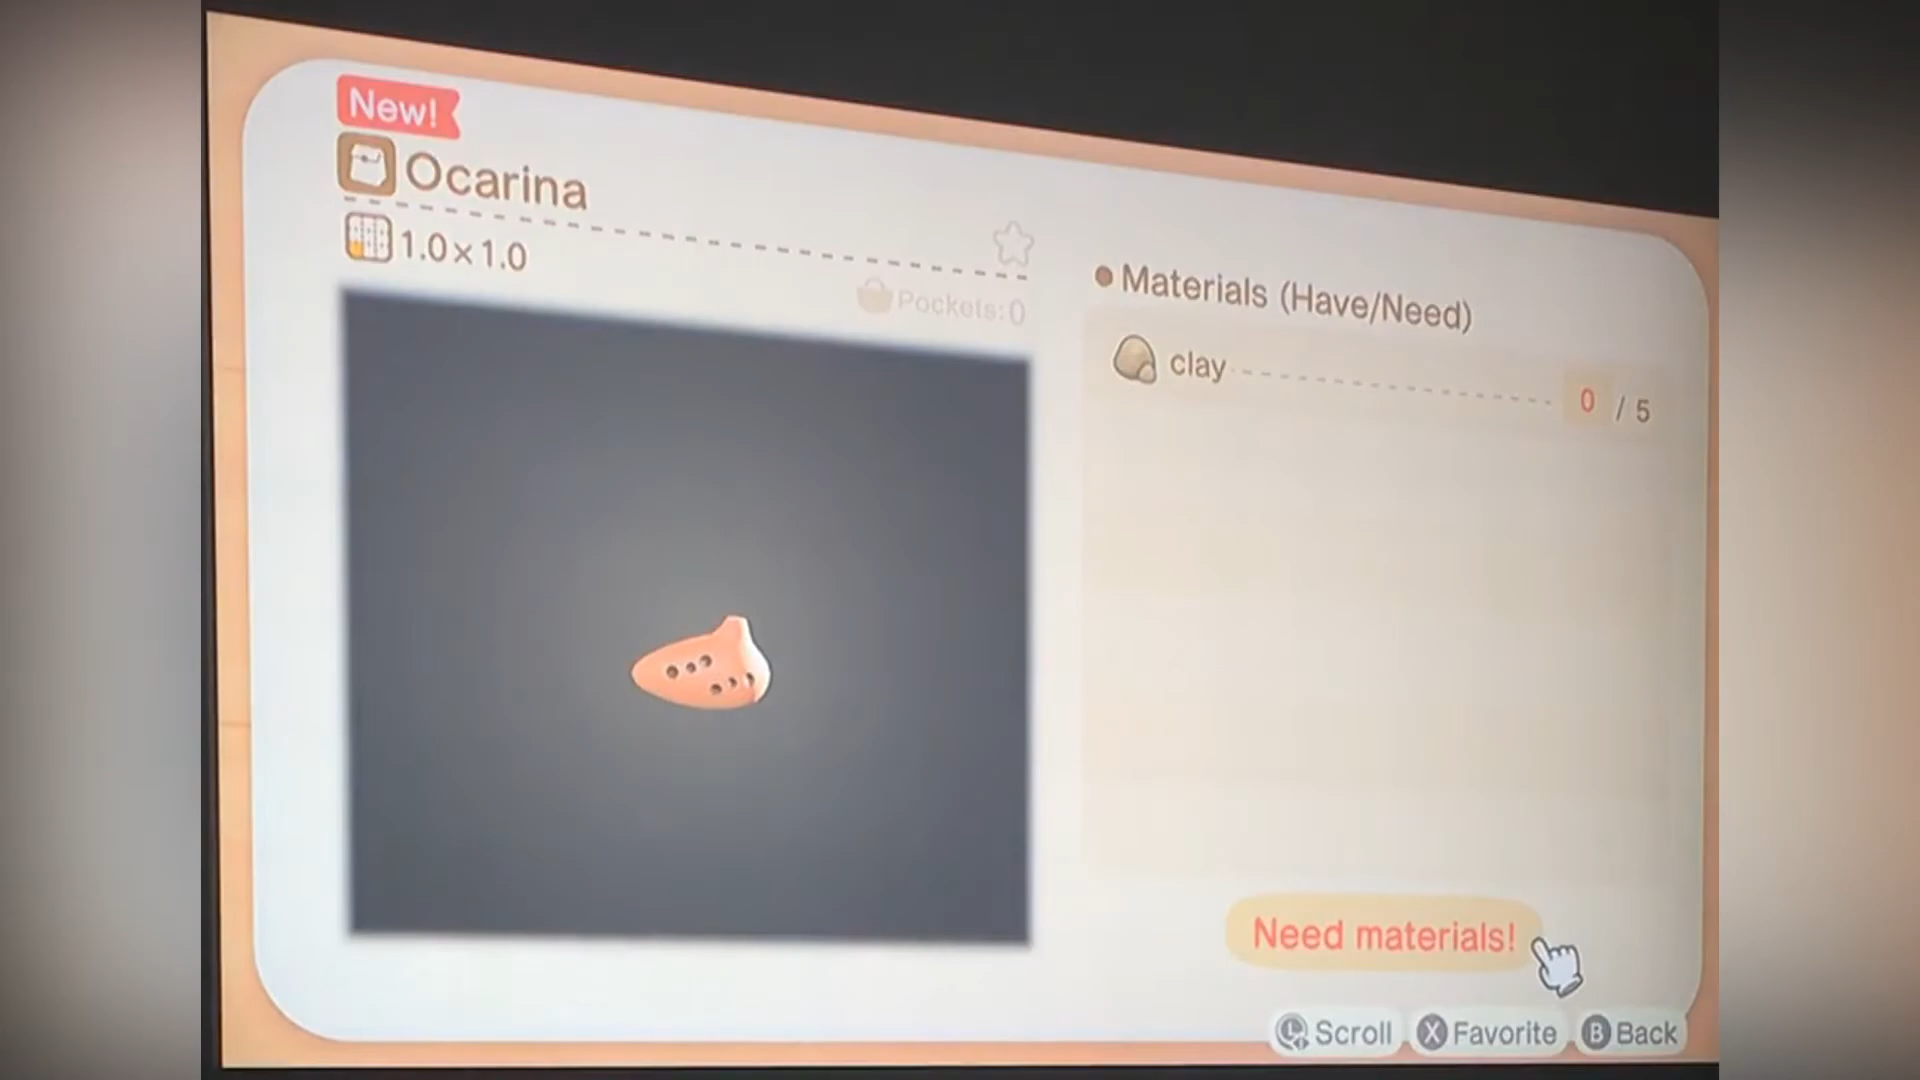 New!
Ocarina
1.0×1.0
Pockets:0
Materials (Have/Need)
clay 0 / 5
Need materials!
L Scroll X Favorite B Back